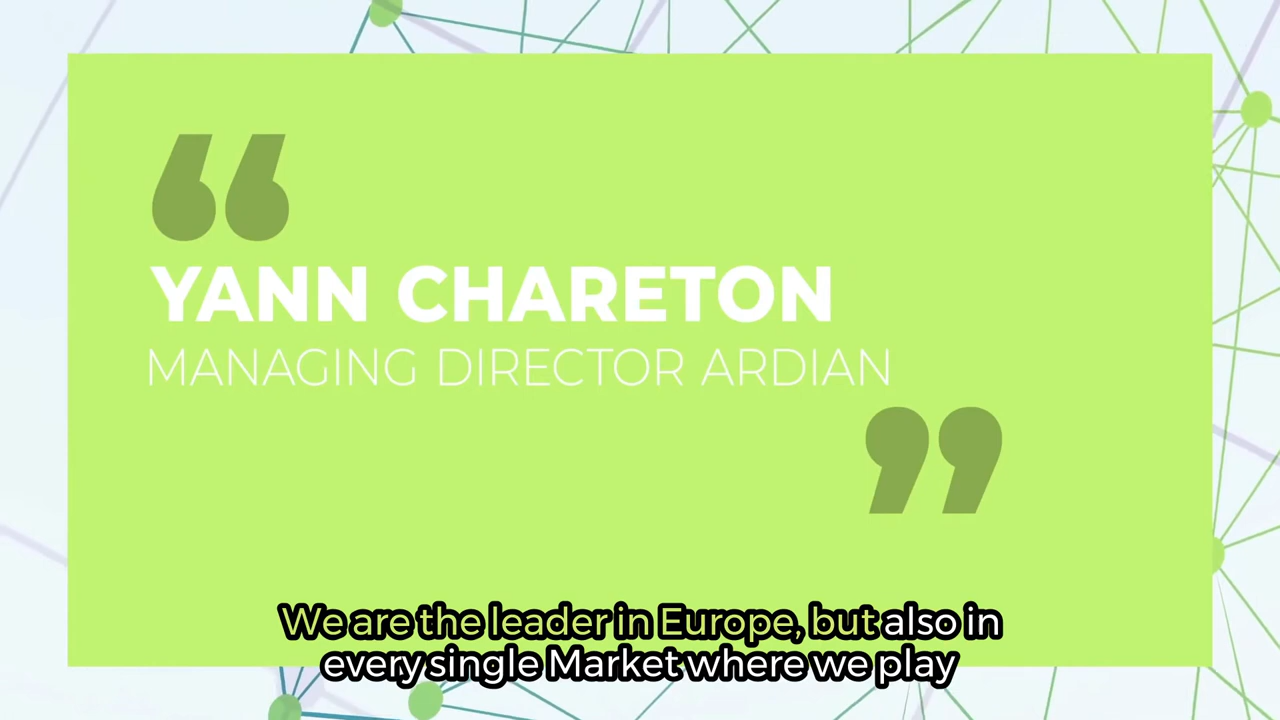 “
YANN CHARETON
MANAGING DIRECTOR ARDIAN
”
We are the leader in Europe, but also in
every single Market where we play